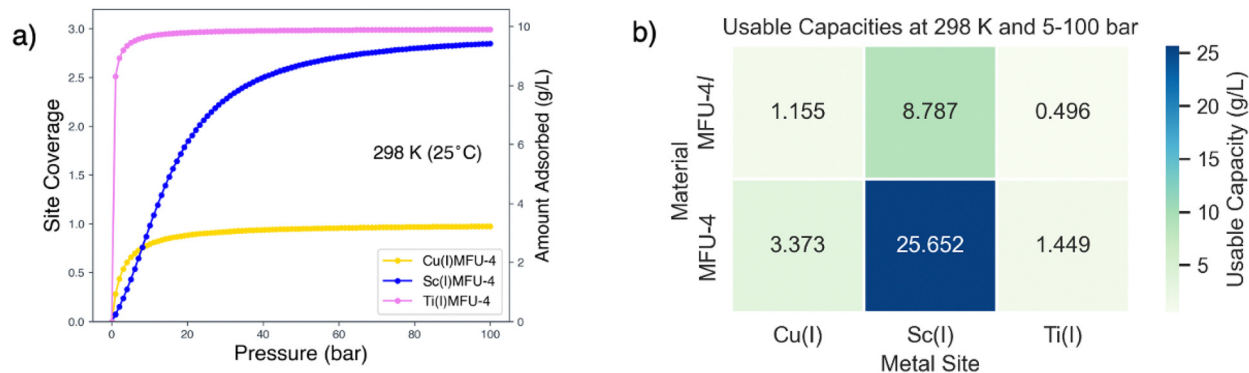 a)
3.0
2.5
2.0
1.5
1.0
0.5
0.0
Site Coverage
0
20
40
60
80
100
Pressure (bar)
10
8
6
4
2
0
Amount Adsorbed (g/L)
298 K (25°C)
Cu(I)MFU-4
Sc(I)MFU-4
Ti(I)MFU-4
b)
Usable Capacities at 298 K and 5-100 bar
Material
MFU-4l
MFU-4
1.155
8.787
0.496
3.373
25.652
1.449
Cu(I)
Sc(I)
Ti(I)
Metal Site
25
20
15
10
5
Usable Capacity (g/L)